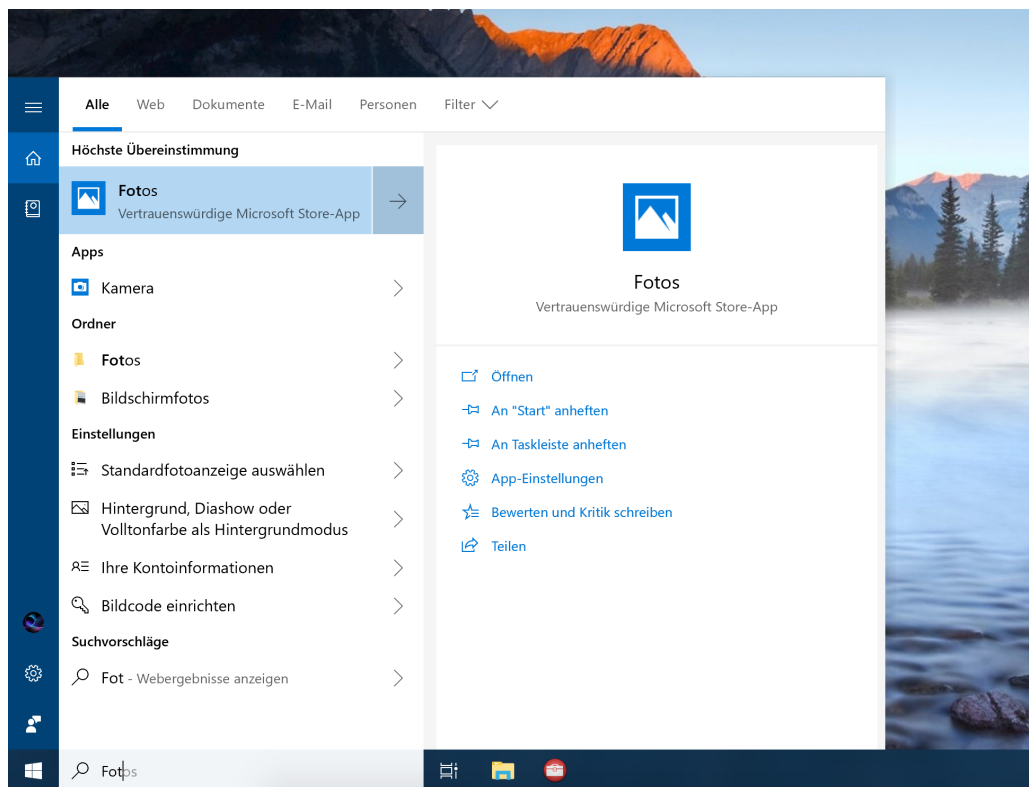 Alle Web Dokumente E-Mail Personen Filter
Höchste Übereinstimmung
Fotos
Vertrauenswürdige Microsoft Store-App
Apps
Kamera
Ordner
Fotos
Bildschirmfotos
Einstellungen
Standardfotoanzeige auswählen
Hintergrund, Diashow oder
Volltonfarbe als Hintergrundmodus
Ihre Kontoinformationen
Bildcode einrichten
Suchvorschläge
Fot - Webergebnisse anzeigen
Fotos
Vertrauenswürdige Microsoft Store-App
Öffnen
An "Start" anheften
An Taskleiste anheften
App-Einstellungen
Bewerten und Kritik schreiben
Teilen
Fotos